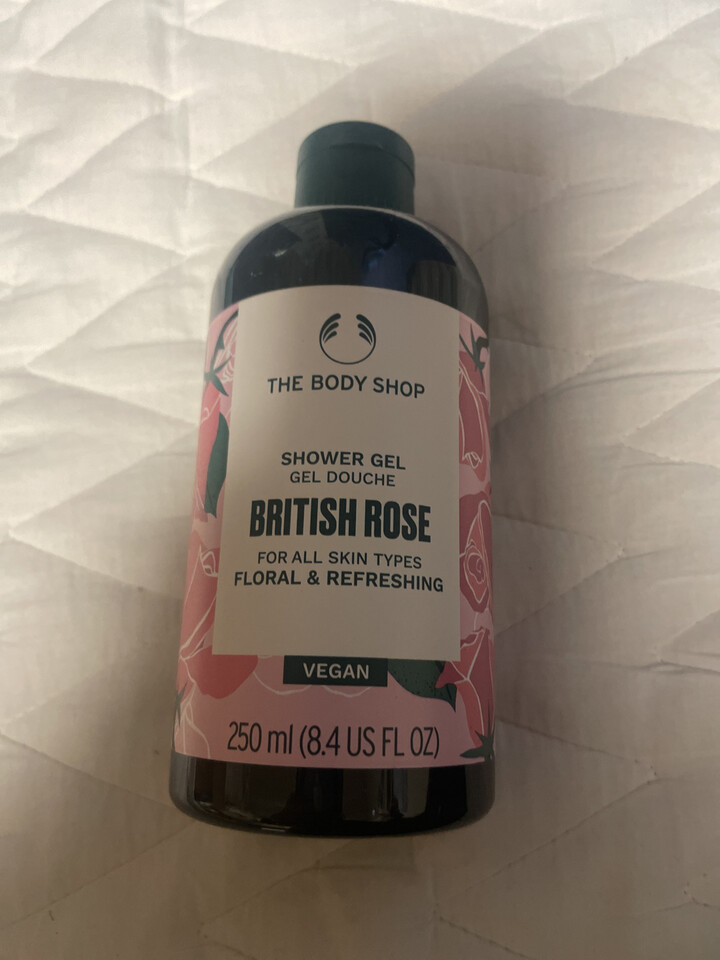 THE BODY SHOP
SHOWER GEL
GEL DOUCHE
BRITISH ROSE
FOR ALL SKIN TYPES
FLORAL & REFRESHING
VEGAN
250 ml (8.4 US FL OZ)